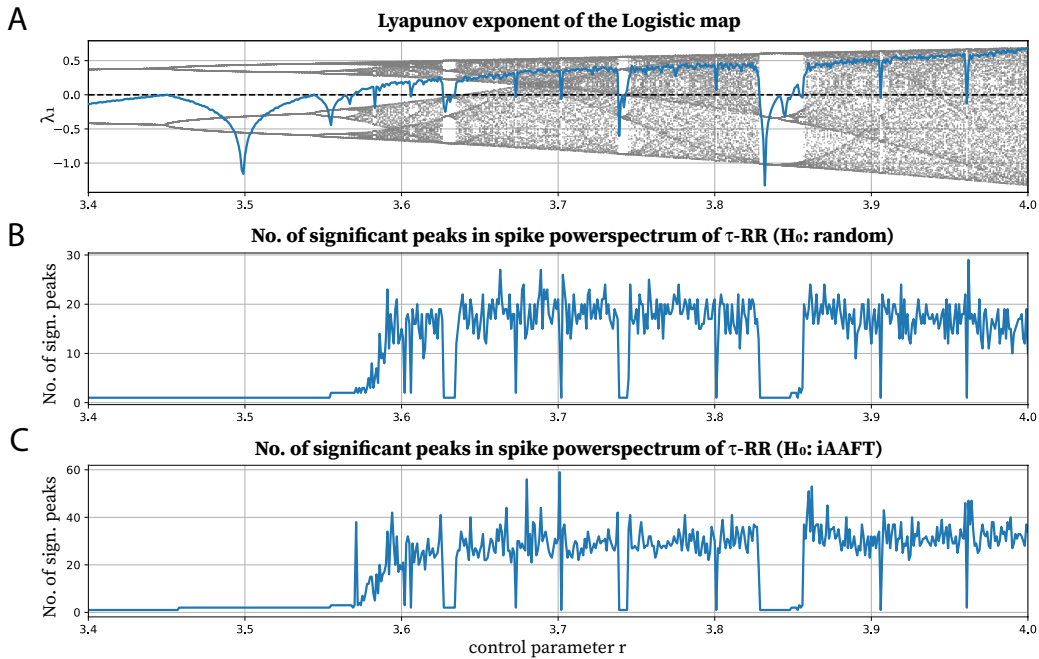 A
Lyapunov exponent of the Logistic map
λ₁
0.5
0.0
−0.5
−1.0
3.4 3.5 3.6 3.7 3.8 3.9 4.0
B
No. of significant peaks in spike powerspectrum of τ-RR (H₀: random)
No. of sign. peaks
30
20
10
0
3.4 3.5 3.6 3.7 3.8 3.9 4.0
C
No. of significant peaks in spike powerspectrum of τ-RR (H₀: iAAFT)
No. of sign. peaks
60
40
20
0
3.4 3.5 3.6 3.7 3.8 3.9 4.0
control parameter r